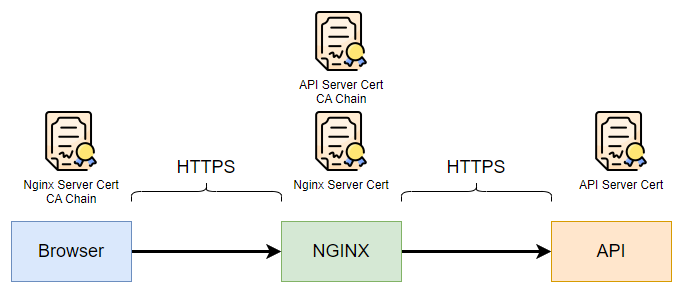 API Server Cert
CA Chain
Nginx Server Cert
CA Chain
HTTPS
Nginx Server Cert
HTTPS
API Server Cert
Browser
NGINX
API